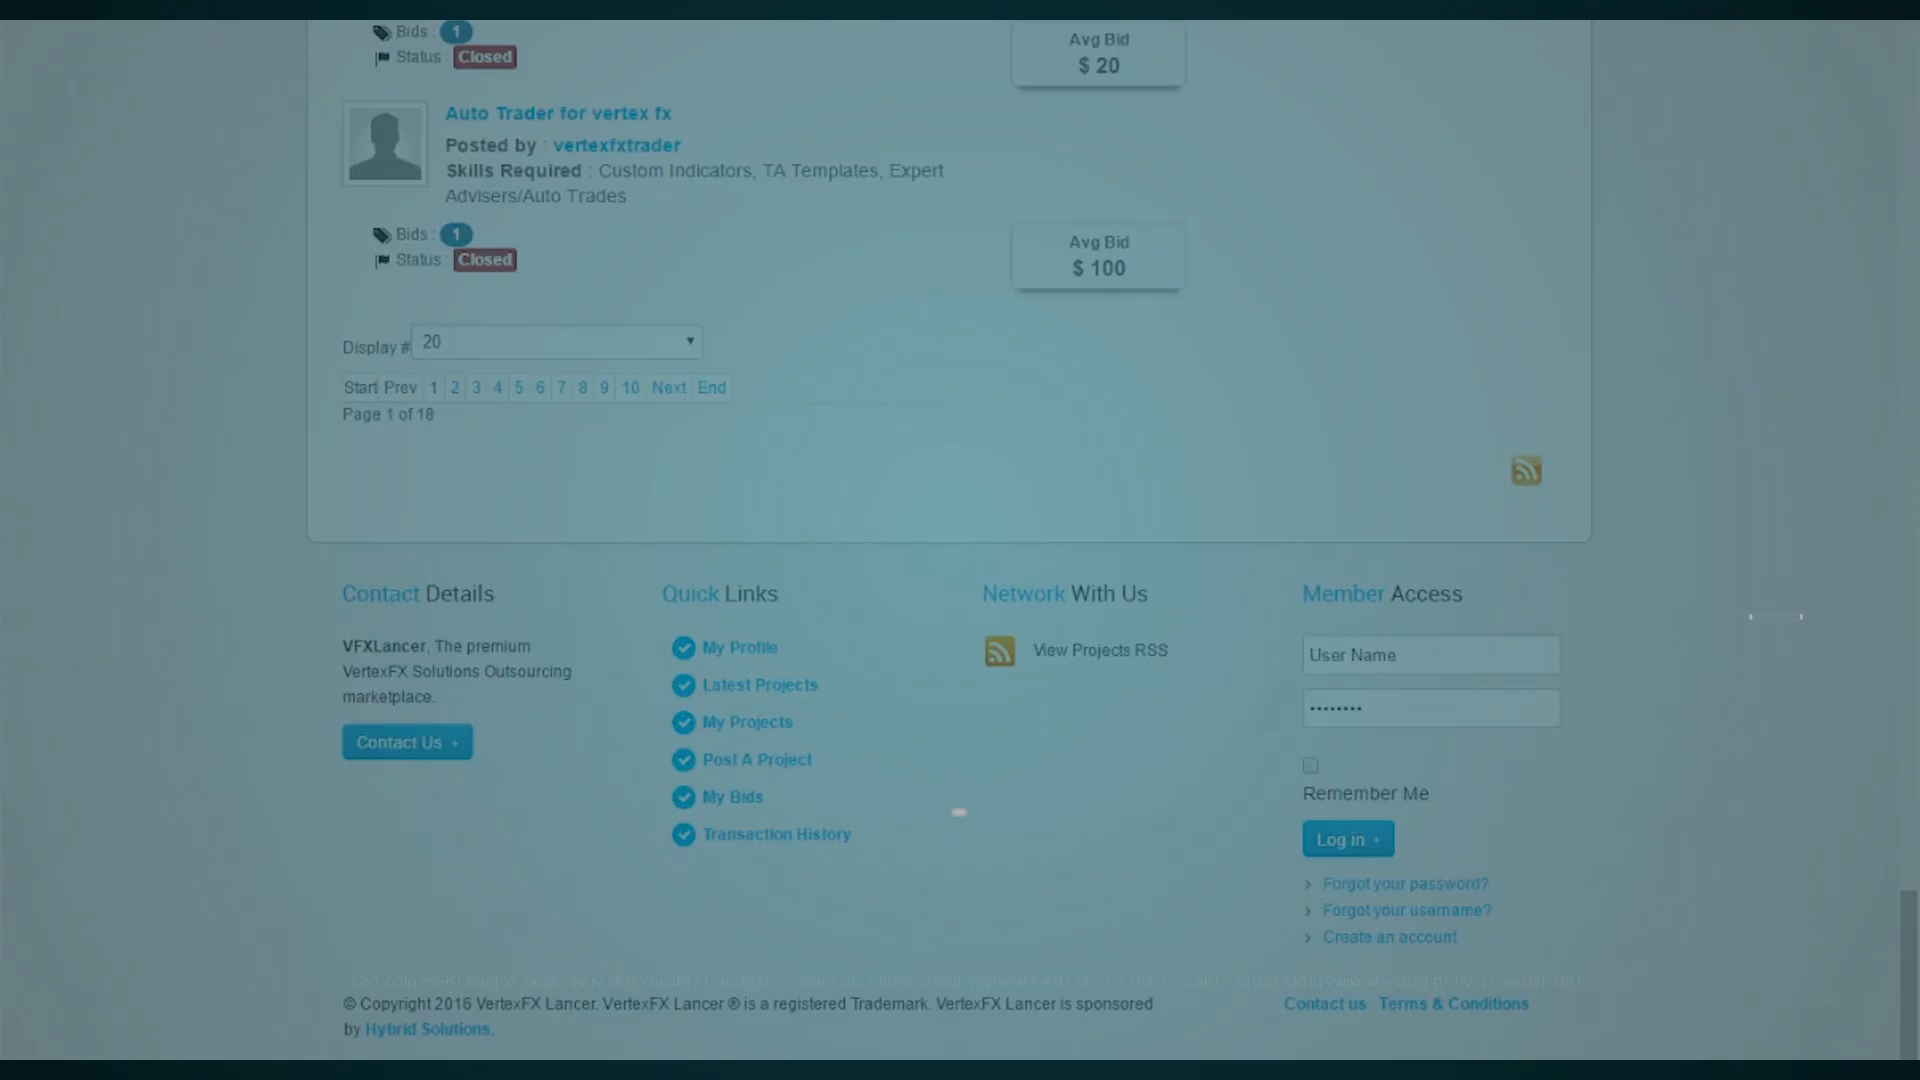 Bids : 1
Status : Closed
Avg Bid
$ 20
Auto Trader for vertex fx
Posted by : vertexfxtrader
Skills Required : Custom Indicators, TA Templates, Expert
Advisers/Auto Trades
Bids : 1
Status : Closed
Avg Bid
$ 100
Display # 20
Start Prev 1 2 3 4 5 6 7 8 9 10 Next End
Page 1 of 18
Contact Details
VFXLancer, The premium
VertexFX Solutions Outsourcing
marketplace.
Contact Us +
Quick Links
My Profile
Latest Projects
My Projects
Post A Project
My Bids
Transaction History
Network With Us
View Projects RSS
Member Access
User Name
••••••••
Remember Me
Log in +
Forgot your password?
Forgot your username?
Create an account
© Copyright 2016 VertexFX Lancer. VertexFX Lancer ® is a registered Trademark. VertexFX Lancer is sponsored
by Hybrid Solutions.
Contact us Terms & Conditions